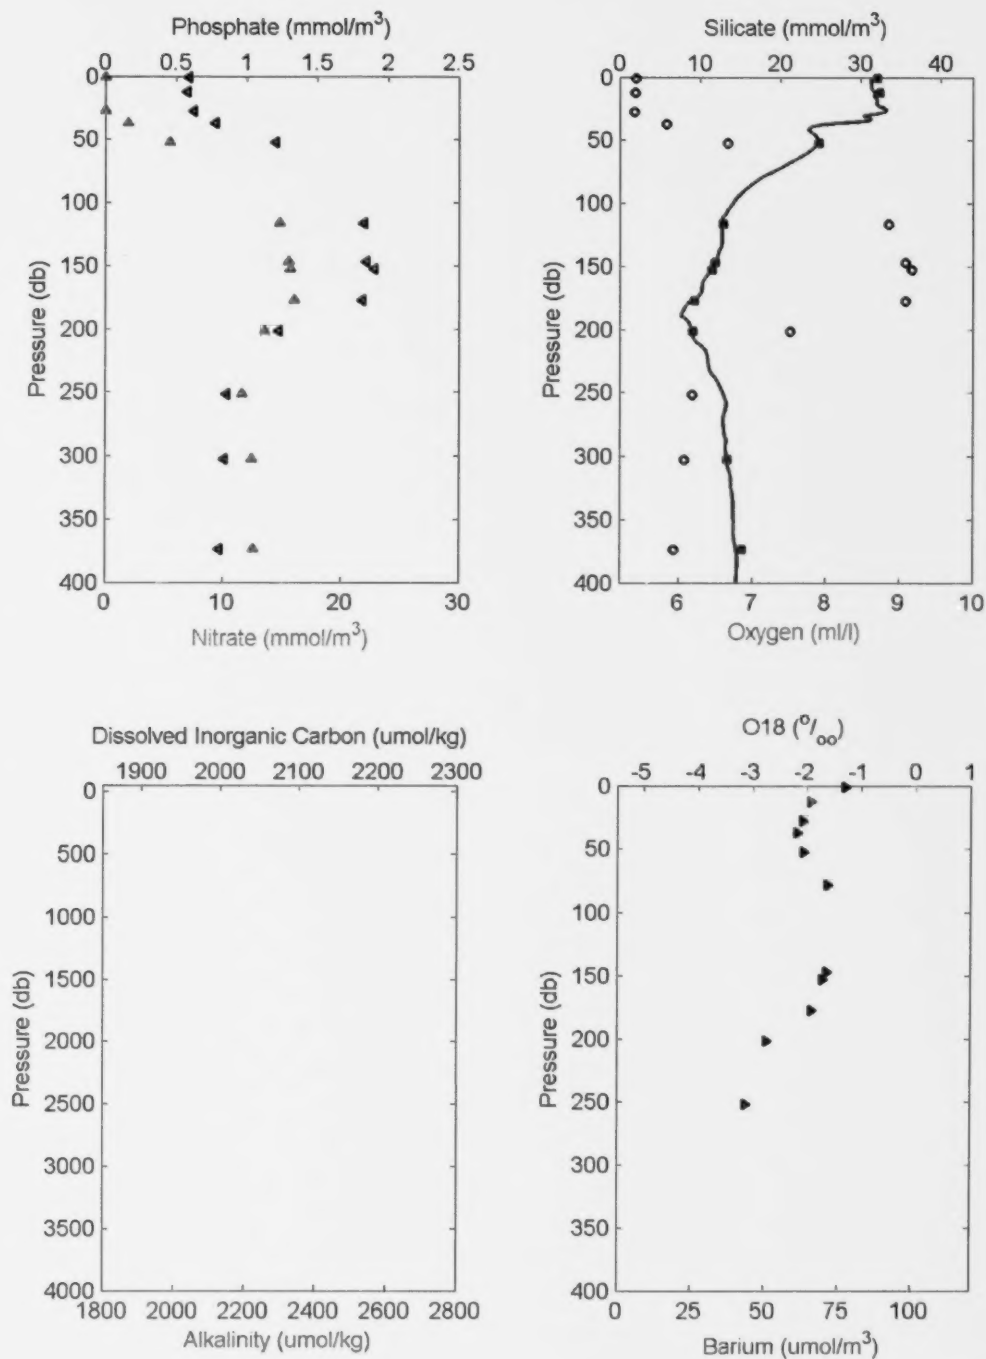 Phosphate (mmol/m³)
0 0.5 1 1.5 2 2.5
0
50
100
150
200
250
300
350
400
Pressure (db)
0 10 20 30
Nitrate (mmol/m³)
Silicate (mmol/m³)
0 10 20 30 40
0
50
100
150
200
250
300
350
400
Pressure (db)
6 7 8 9 10
Oxygen (ml/l)
Dissolved Inorganic Carbon (umol/kg)
1900 2000 2100 2200 2300
0
500
1000
1500
2000
2500
3000
3500
4000
Pressure (db)
1800 2000 2200 2400 2600 2800
Alkalinity (umol/kg)
O18 (°/₀₀)
-5 -4 -3 -2 -1 0 1
0
50
100
150
200
250
300
350
400
Pressure (db)
0 25 50 75 100
Barium (umol/m³)